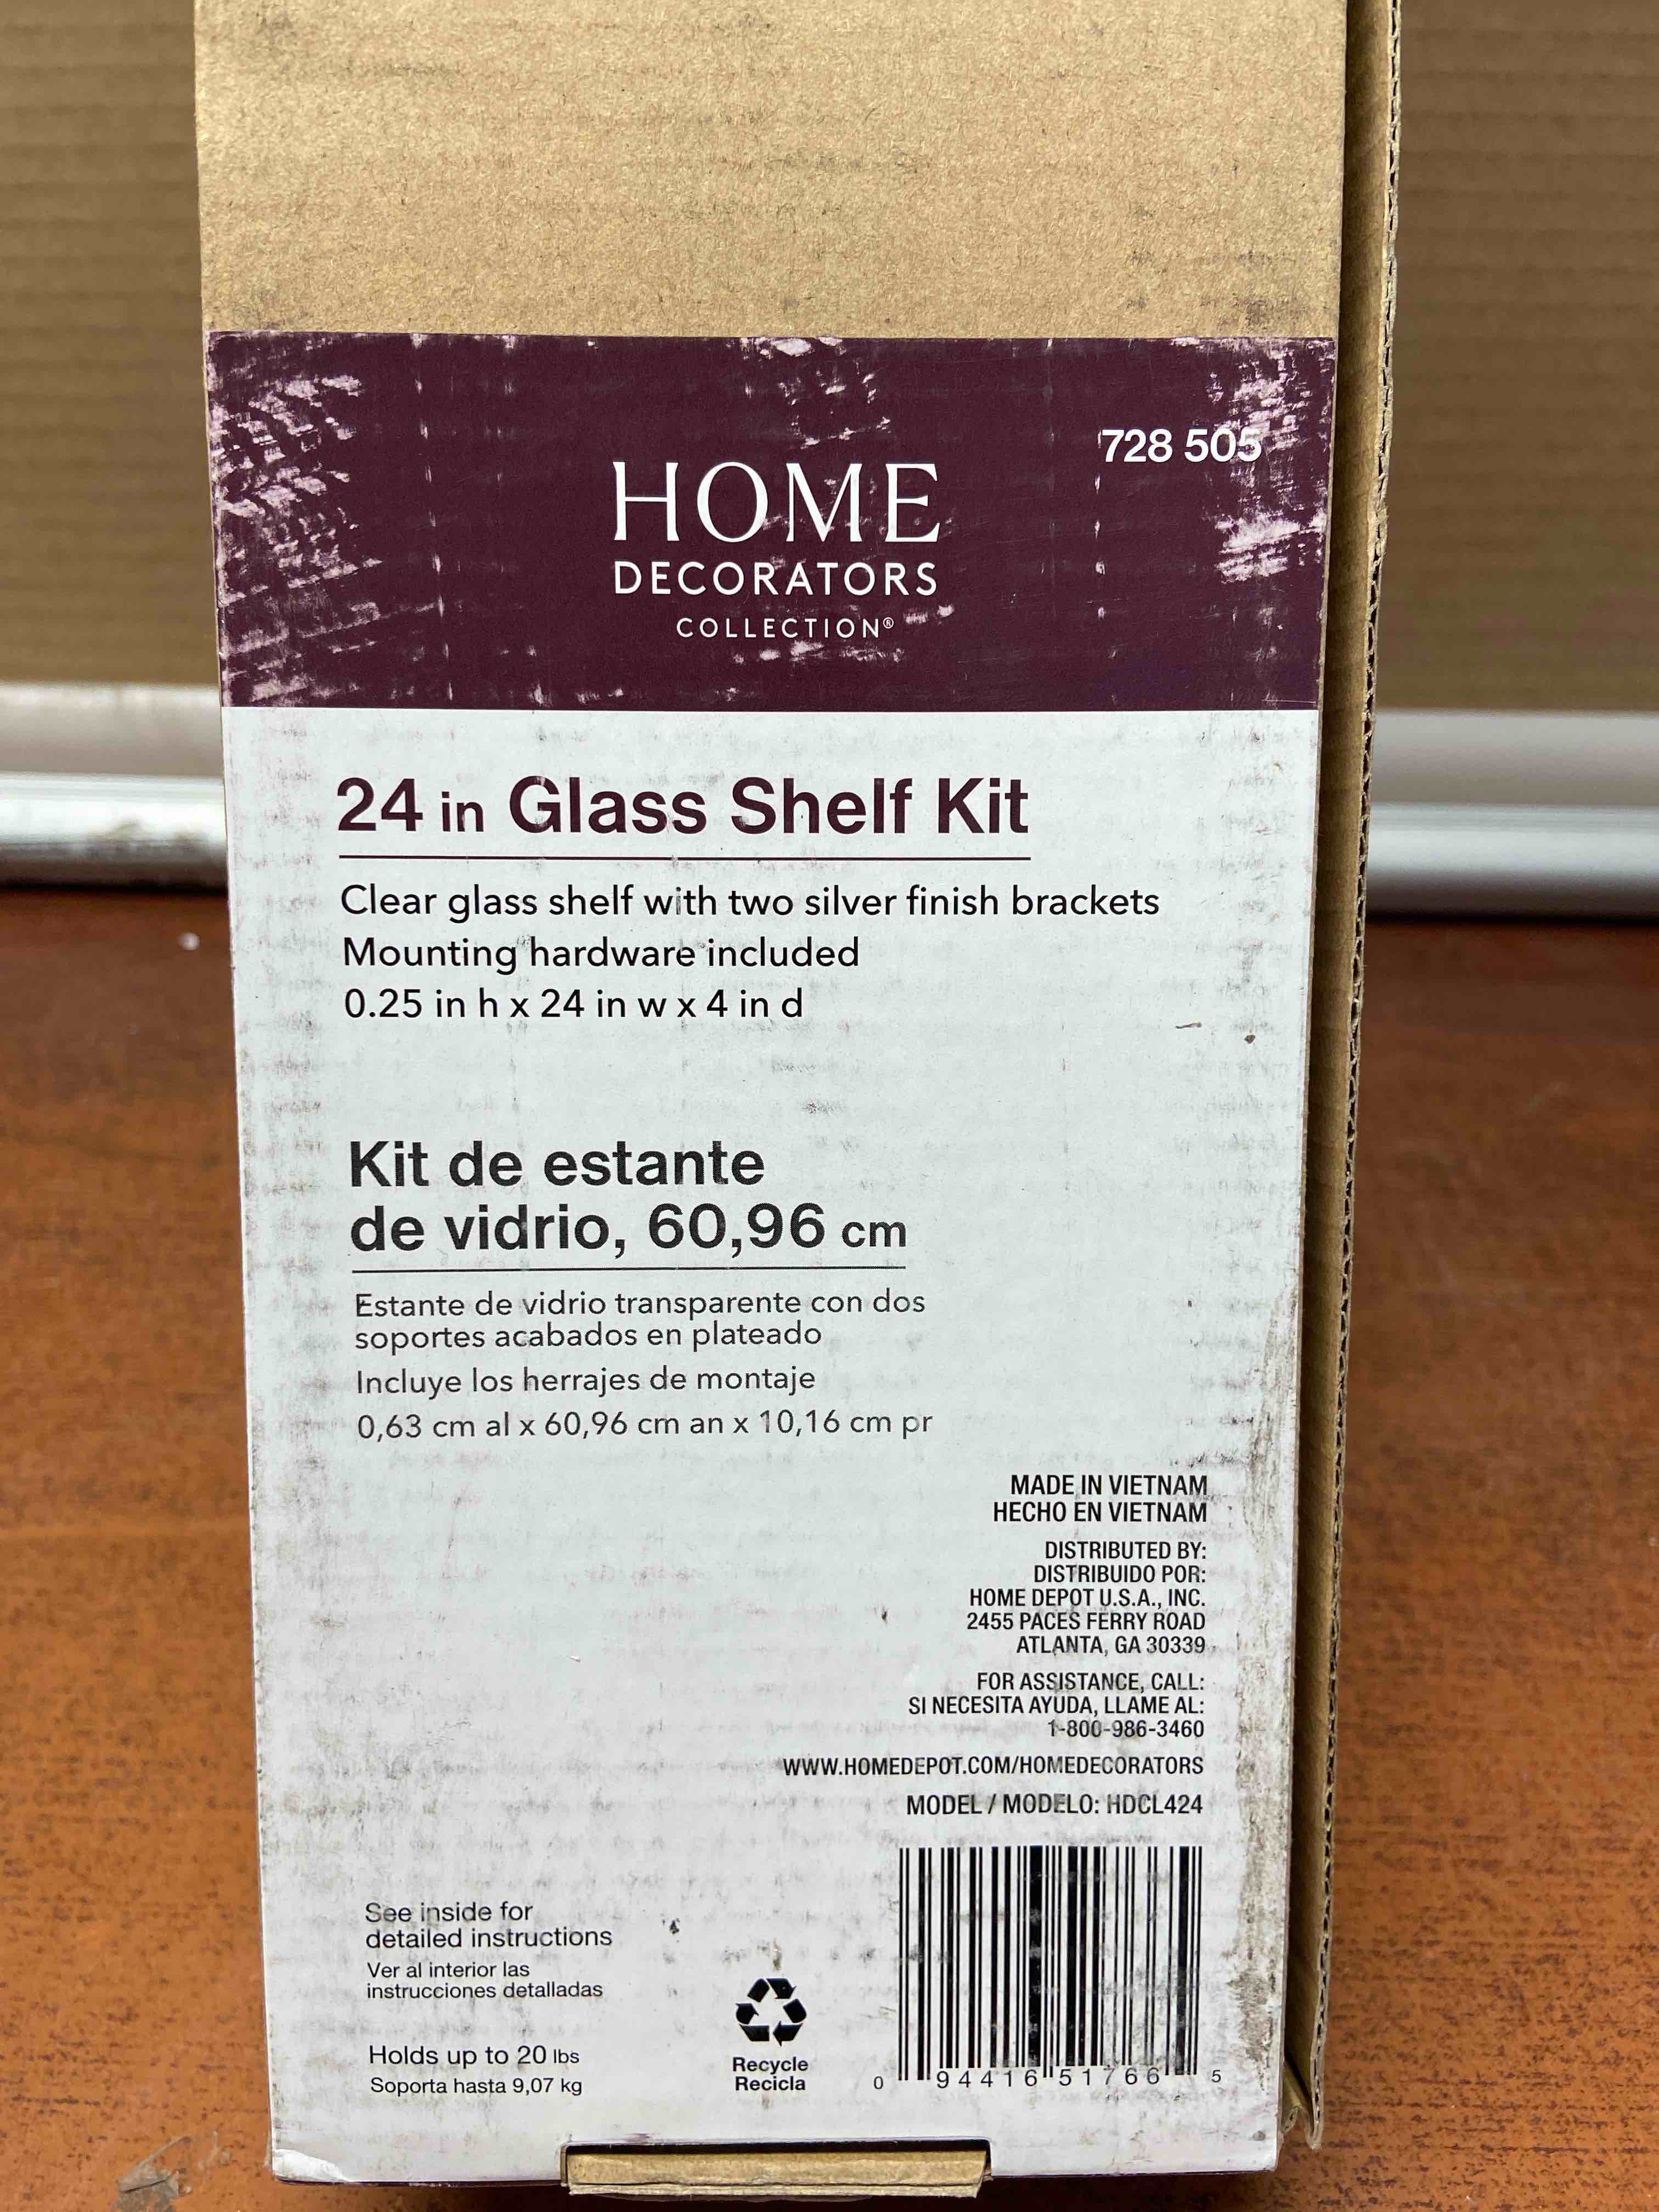 728 505
HOME
DECORATORS
COLLECTION®
24 in Glass Shelf Kit
Clear glass shelf with two silver finish brackets
Mounting hardware included
0.25 in h x 24 in w x 4 in d
Kit de estante
de vidrio, 60,96 cm
Estante de vidrio transparente con dos
soportes acabados en plateado
Incluye los herrajes de montaje
0,63 cm al x 60,96 cm an x 10,16 cm pr
MADE IN VIETNAM
HECHO EN VIETNAM
DISTRIBUTED BY:
DISTRIBUIDO POR:
HOME DEPOT U.S.A., INC.
2455 PACES FERRY ROAD
ATLANTA, GA 30339
FOR ASSISTANCE, CALL:
SI NECESITA AYUDA, LLAME AL:
1-800-986-3460
WWW.HOMEDEPOT.COM/HOMEDECORATORS
MODEL / MODELO: HDCL424
See inside for
detailed instructions
Ver al interior las
instrucciones detalladas
Holds up to 20 lbs
Soporta hasta 9,07 kg
Recycle
Recicla
0 94416 51766 5